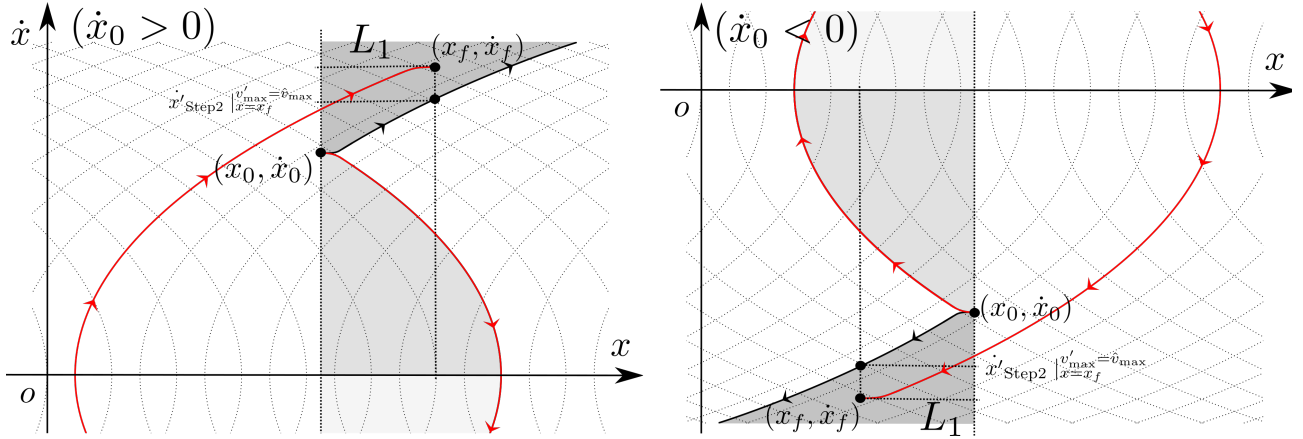 ẋ (ẋ₀ > 0)
L₁
(x_f, ẋ_f)
ẋ′_Step2 |_{x=x_f}^{v′_max=v̂_max}
(x₀, ẋ₀)
x
o
(ẋ₀ < 0)
x
o
(x₀, ẋ₀)
ẋ′_Step2 |_{x=x_f}^{v′_max=v̂_max}
(x_f, ẋ_f)
L₁